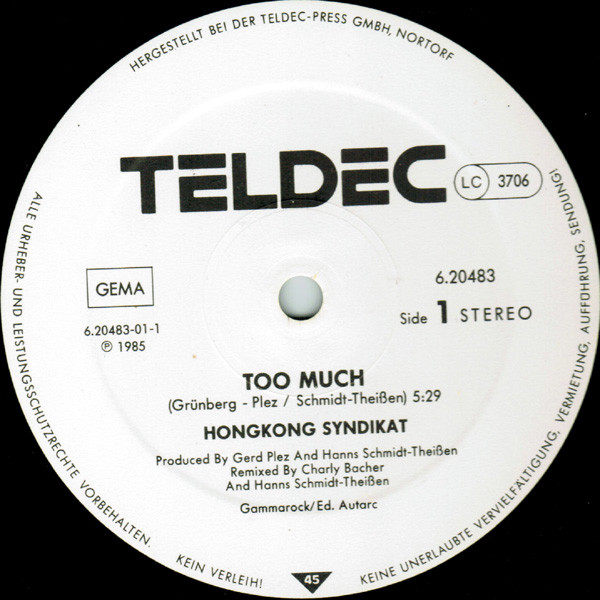 HERGESTELLT BEI DER TELDEC-PRESS GMBH, NORTORF
TELDEC
LC 3706
GEMA
6.20483-01-1
℗ 1985
6.20483
Side 1 STEREO
TOO MUCH
(Grünberg - Plez / Schmidt-Theißen) 5:29
HONGKONG SYNDIKAT
Produced By Gerd Plez And Hanns Schmidt-Theißen
Remixed By Charly Bacher
And Hanns Schmidt-Theißen
Gammarock/Ed. Autarc
45
ALLE URHEBER- UND LEISTUNGSSCHUTZRECHTE VORBEHALTEN.
KEIN VERLEIH!
KEINE UNERLAUBTE VERVIELFÄLTIGUNG, VERMIETUNG, AUFFÜHRUNG, SENDUNG!